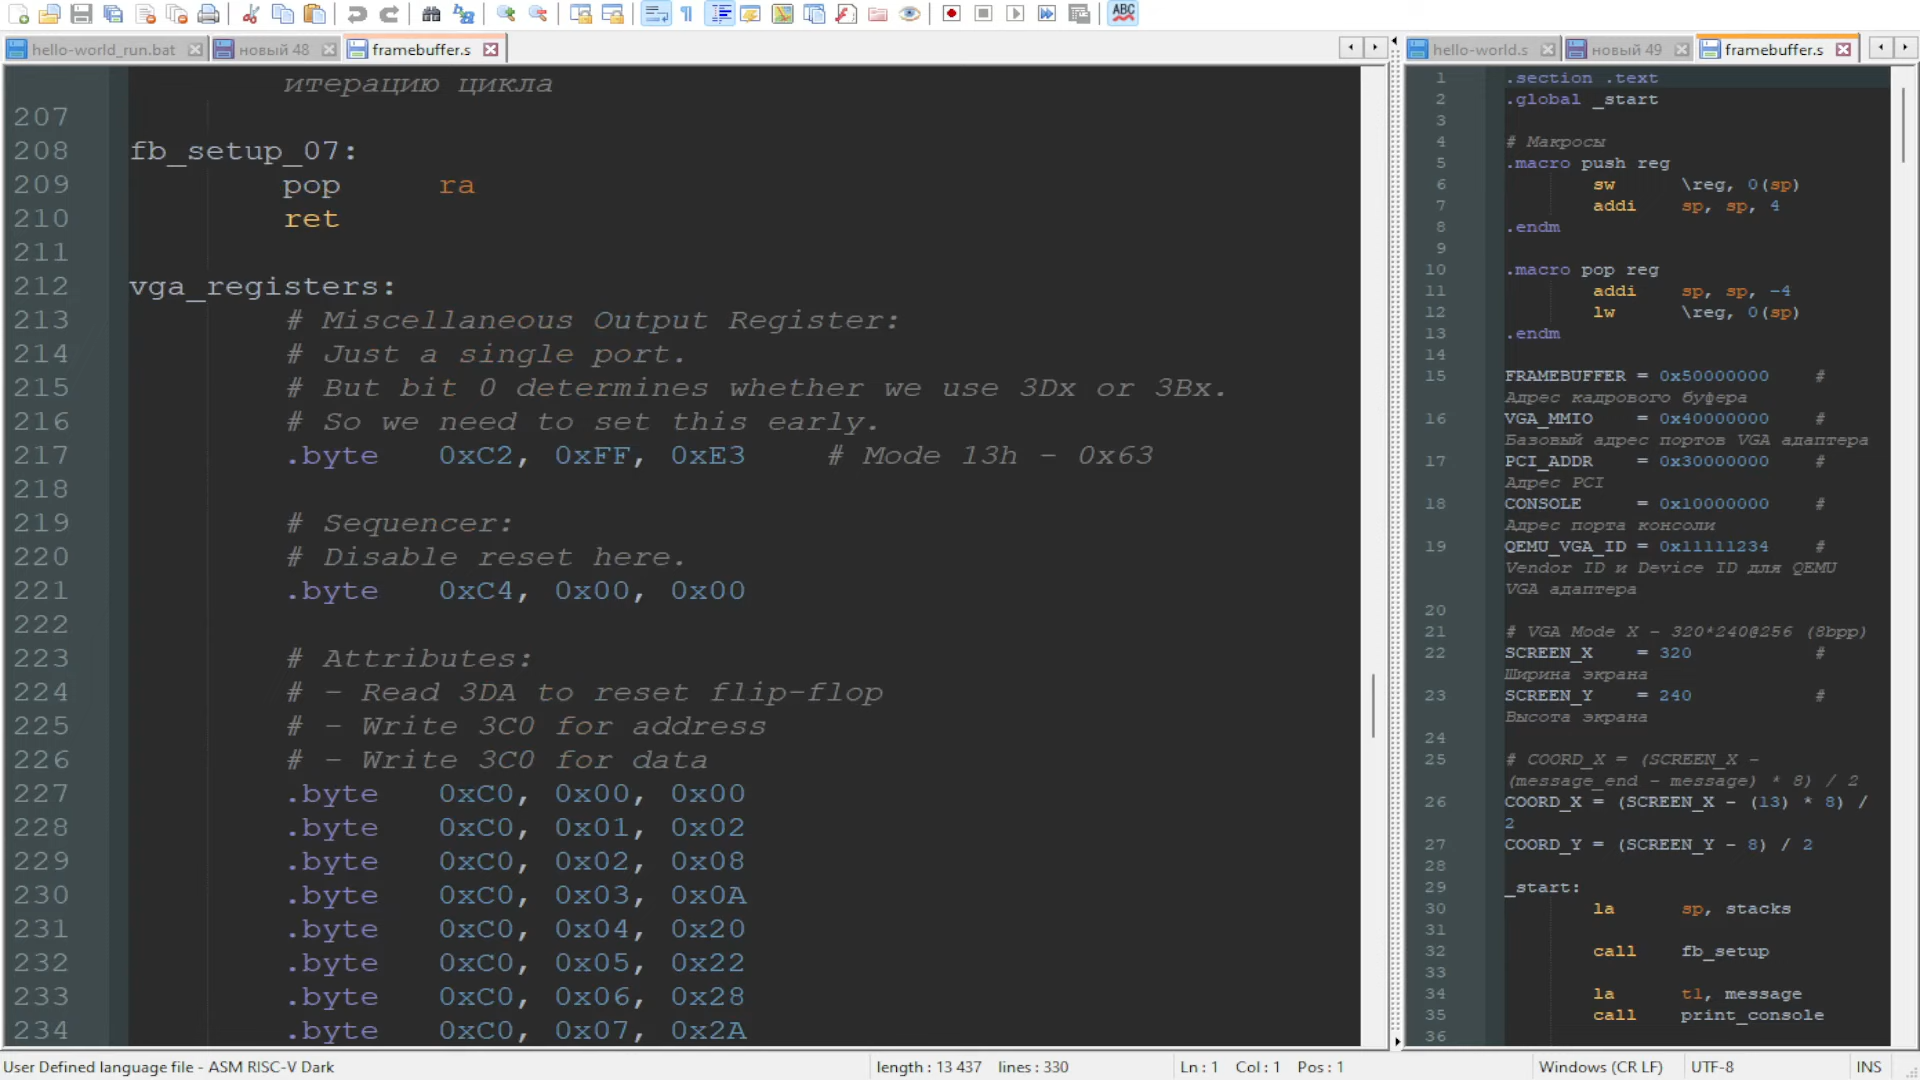 hello-world_run.bat новый 48 framebuffer.s
итерацию цикла
207
208 fb_setup_07:
209 pop ra
210 ret
211
212 vga_registers:
213 # Miscellaneous Output Register:
214 # Just a single port.
215 # But bit 0 determines whether we use 3Dx or 3Bx.
216 # So we need to set this early.
217 .byte 0xC2, 0xFF, 0xE3 # Mode 13h - 0x63
218
219 # Sequencer:
220 # Disable reset here.
221 .byte 0xC4, 0x00, 0x00
222
223 # Attributes:
224 # - Read 3DA to reset flip-flop
225 # - Write 3C0 for address
226 # - Write 3C0 for data
227 .byte 0xC0, 0x00, 0x00
228 .byte 0xC0, 0x01, 0x02
229 .byte 0xC0, 0x02, 0x08
230 .byte 0xC0, 0x03, 0x0A
231 .byte 0xC0, 0x04, 0x20
232 .byte 0xC0, 0x05, 0x22
233 .byte 0xC0, 0x06, 0x28
234 .byte 0xC0, 0x07, 0x2A
hello-world.s новый 49 framebuffer.s
1 .section .text
2 .global _start
3
4 # Макросы
5 .macro push reg
6 sw \reg, 0(sp)
7 addi sp, sp, 4
8 .endm
9
10 .macro pop reg
11 addi sp, sp, -4
12 lw \reg, 0(sp)
13 .endm
14
15 FRAMEBUFFER = 0x50000000 #
Адрес кадрового буфера
16 VGA_MMIO = 0x40000000 #
Базовый адрес портов VGA адаптера
17 PCI_ADDR = 0x30000000 #
Адрес PCI
18 CONSOLE = 0x10000000 #
Адрес порта консоли
19 QEMU_VGA_ID = 0x11111234 #
Vendor ID и Device ID для QEMU
VGA адаптера
20
21 # VGA Mode X - 320*240@256 (8bpp)
22 SCREEN_X = 320 #
Ширина экрана
23 SCREEN_Y = 240 #
Высота экрана
24
25 # COORD_X = (SCREEN_X -
(message_end - message) * 8) / 2
26 COORD_X = (SCREEN_X - (13) * 8) /
2
27 COORD_Y = (SCREEN_Y - 8) / 2
28
29 _start:
30 la sp, stacks
31
32 call fb_setup
33
34 la t1, message
35 call print_console
36
User Defined language file - ASM RISC-V Dark length : 13 437 lines : 330 Ln : 1 Col : 1 Pos : 1 Windows (CR LF) UTF-8 INS
ABC